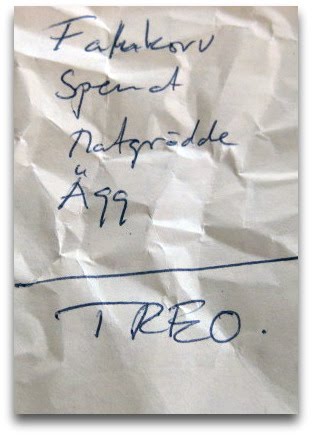 Falukorv
Spenat
Matgrädde
Ägg
TREO.